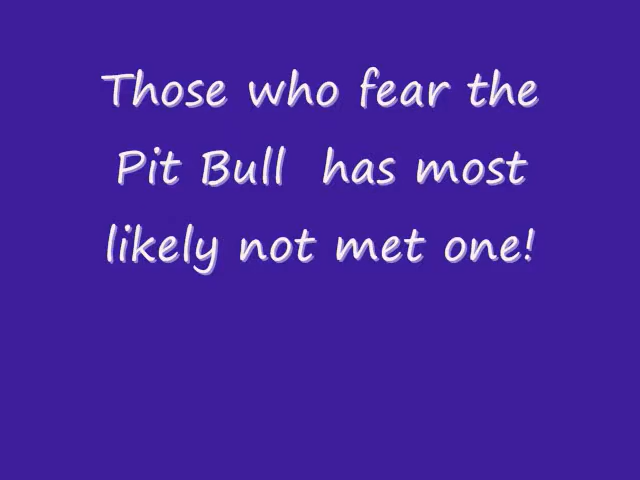 Those who fear the
Pit Bull  has most
likely not met one!